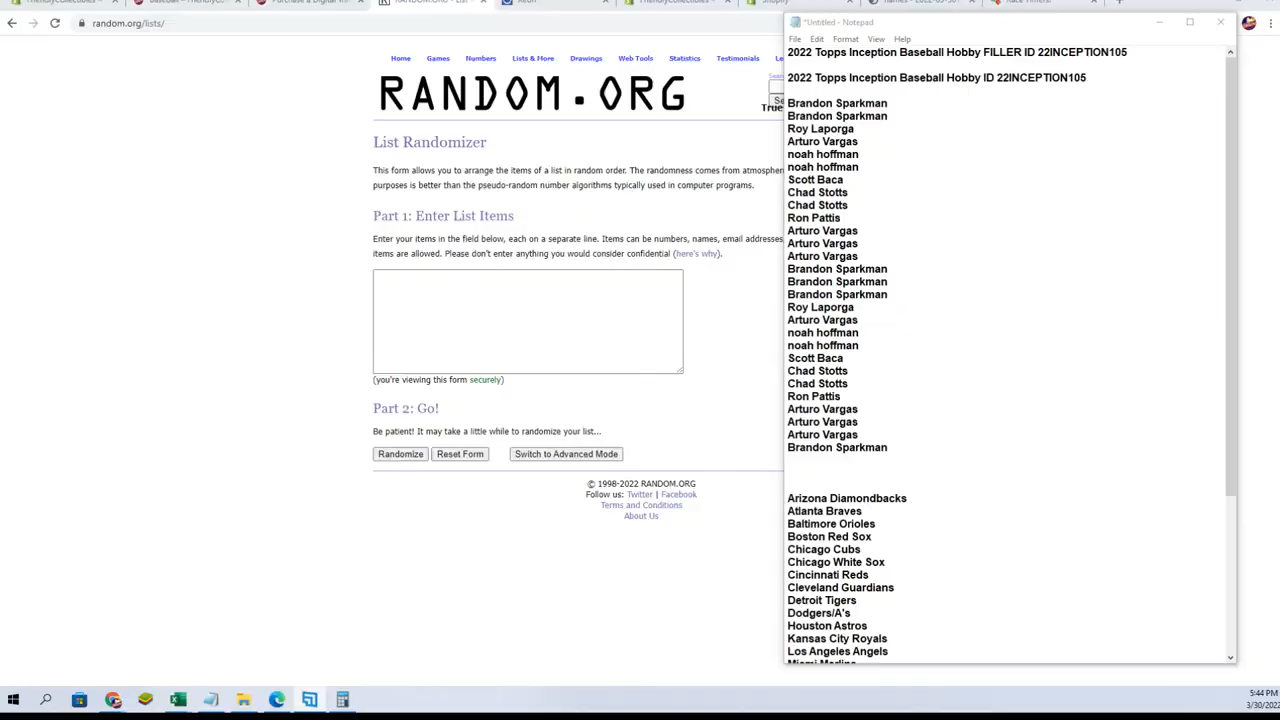 random.org/lists/
Home Games Numbers Lists & More Drawings Web Tools Statistics Testimonials
RANDOM.ORG
List Randomizer
This form allows you to arrange the items of a list in random order. The randomness comes from
purposes is better than the pseudo-random number algorithms typically used in computer programs.
Part 1: Enter List Items
Enter your items in the field below, each on a separate line. Items can be numbers, names, email addresses,
items are allowed. Please don't enter anything you would consider confidential (here's why).
(you're viewing this form securely)
Part 2: Go!
Be patient! It may take a little while to randomize your list...
Randomize Reset Form Switch to Advanced Mode
© 1998-2022 RANDOM.ORG
Follow us: Twitter | Facebook
Terms and Conditions
About Us
*Untitled - Notepad
File Edit Format View Help
2022 Topps Inception Baseball Hobby FILLER ID 22INCEPTION105
2022 Topps Inception Baseball Hobby ID 22INCEPTION105
Brandon Sparkman
Brandon Sparkman
Roy Laporga
Arturo Vargas
noah hoffman
noah hoffman
Scott Baca
Chad Stotts
Chad Stotts
Ron Pattis
Arturo Vargas
Arturo Vargas
Arturo Vargas
Brandon Sparkman
Brandon Sparkman
Brandon Sparkman
Roy Laporga
Arturo Vargas
noah hoffman
noah hoffman
Scott Baca
Chad Stotts
Chad Stotts
Ron Pattis
Arturo Vargas
Arturo Vargas
Arturo Vargas
Brandon Sparkman
Arizona Diamondbacks
Atlanta Braves
Baltimore Orioles
Boston Red Sox
Chicago Cubs
Chicago White Sox
Cincinnati Reds
Cleveland Guardians
Detroit Tigers
Dodgers/A's
Houston Astros
Kansas City Royals
Los Angeles Angels
Miami Marlins
5:44 PM